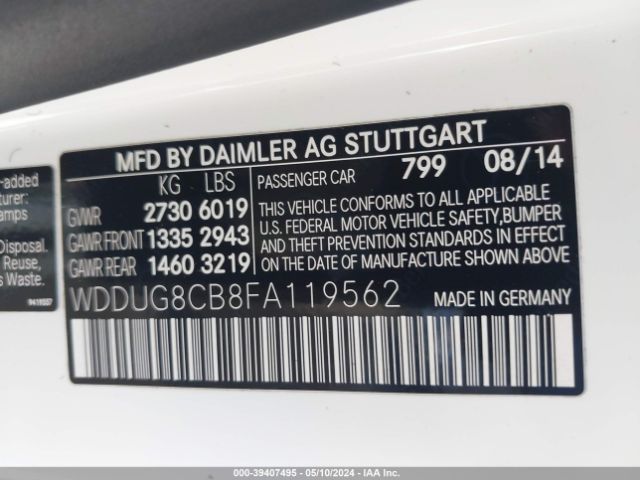 MFD BY DAIMLER AG STUTTGART
KG LBS
GVWR 2730 6019
GAWR FRONT 1335 2943
GAWR REAR 1460 3219
PASSENGER CAR 799 08/14
THIS VEHICLE CONFORMS TO ALL APPLICABLE
U.S. FEDERAL MOTOR VEHICLE SAFETY, BUMPER
AND THEFT PREVENTION STANDARDS IN EFFECT
ON THE DATE OF MANUFACTURE SHOWN ABOVE
WDDUG8CB8FA119562 MADE IN GERMANY
-added
turer:
amps
Disposal.
Reuse
s Waste.
9419357
000-39407495 - 05/10/2024 - IAA Inc.